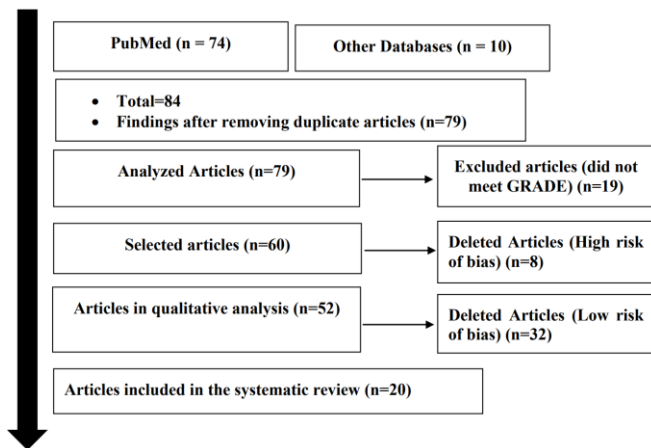 PubMed (n = 74)
Other Databases (n = 10)
• Total=84
• Findings after removing duplicate articles (n=79)
Analyzed Articles (n=79)
Excluded articles (did not
meet GRADE) (n=19)
Selected articles (n=60)
Deleted Articles (High risk
of bias) (n=8)
Articles in qualitative analysis (n=52)
Deleted Articles (Low risk
of bias) (n=32)
Articles included in the systematic review (n=20)